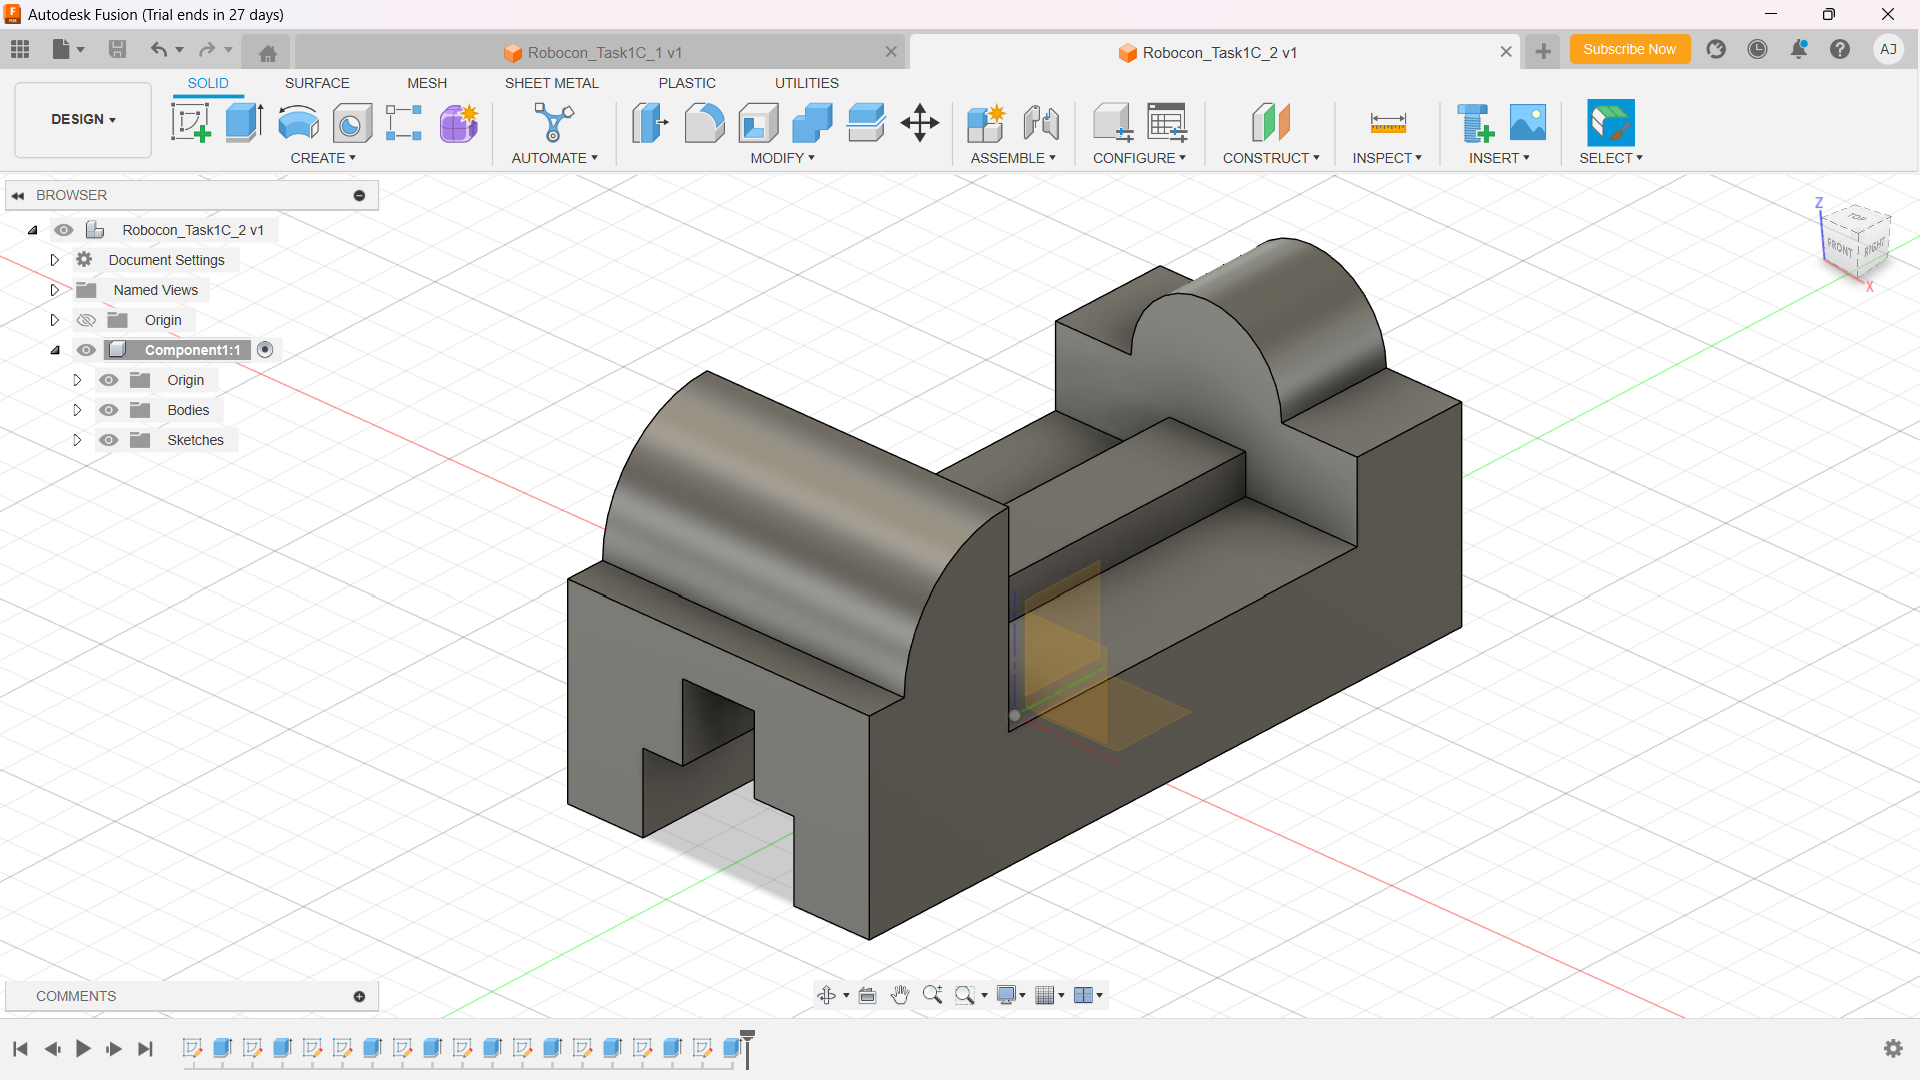 Autodesk Fusion (Trial ends in 27 days)
Robocon_Task1C_1 v1
Robocon_Task1C_2 v1
Subscribe Now
AJ
DESIGN
SOLID
SURFACE
MESH
SHEET METAL
PLASTIC
UTILITIES
CREATE
AUTOMATE
MODIFY
ASSEMBLE
CONFIGURE
CONSTRUCT
INSPECT
INSERT
SELECT
BROWSER
Robocon_Task1C_2 v1
Document Settings
Named Views
Origin
Component1:1
Origin
Bodies
Sketches
Z
TOP
FRONT
RIGHT
X
COMMENTS